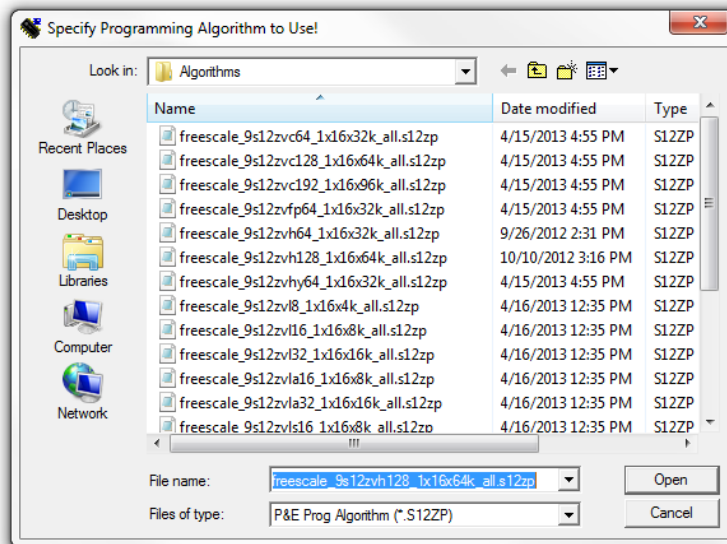 Specify Programming Algorithm to Use!
Look in: Algorithms
Name Date modified Type
freescale_9s12zvc64_1x16x32k_all.s12zp 4/15/2013 4:55 PM S12ZP
freescale_9s12zvc128_1x16x64k_all.s12zp 4/15/2013 4:55 PM S12ZP
freescale_9s12zvc192_1x16x96k_all.s12zp 4/15/2013 4:55 PM S12ZP
freescale_9s12zvfp64_1x16x32k_all.s12zp 4/15/2013 4:55 PM S12ZP
freescale_9s12zvh64_1x16x32k_all.s12zp 9/26/2012 2:31 PM S12ZP
freescale_9s12zvh128_1x16x64k_all.s12zp 10/10/2012 3:16 PM S12ZP
freescale_9s12zvhy64_1x16x32k_all.s12zp 4/15/2013 4:55 PM S12ZP
freescale_9s12zvl8_1x16x4k_all.s12zp 4/16/2013 12:35 PM S12ZP
freescale_9s12zvl16_1x16x8k_all.s12zp 4/16/2013 12:35 PM S12ZP
freescale_9s12zvl32_1x16x16k_all.s12zp 4/16/2013 12:35 PM S12ZP
freescale_9s12zvla16_1x16x8k_all.s12zp 4/16/2013 12:35 PM S12ZP
freescale_9s12zvla32_1x16x16k_all.s12zp 4/16/2013 12:35 PM S12ZP
freescale_9s12zvls16_1x16x8k_all.s12zp 4/16/2013 12:35 PM S12ZP
Recent Places
Desktop
Libraries
Computer
Network
File name: freescale_9s12zvh128_1x16x64k_all.s12zp Open
Files of type: P&E Prog Algorithm (*.S12ZP) Cancel